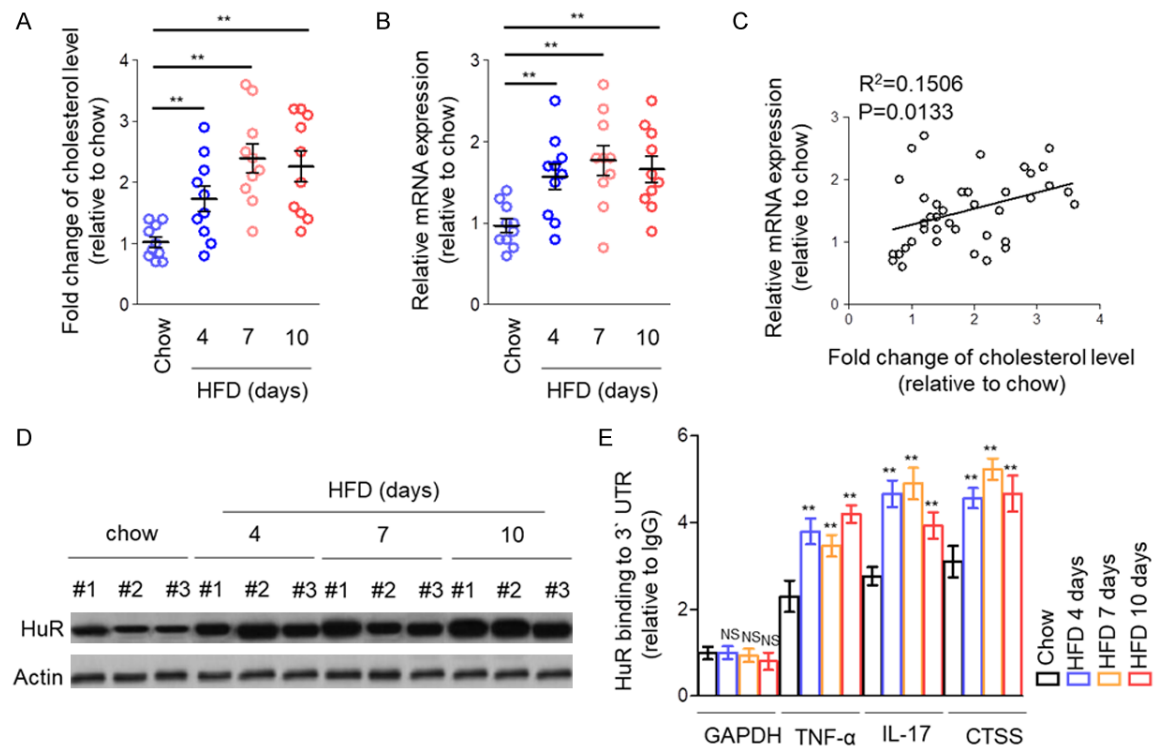 A
Fold change of cholesterol level
(relative to chow)
4
3
2
1
0
**
**
**
Chow
4
7
10
HFD (days)
B
Relative mRNA expression
(relative to chow)
3
2
1
0
**
**
**
Chow
4
7
10
HFD (days)
C
R²=0.1506
P=0.0133
Relative mRNA expression
(relative to chow)
3
2
1
0
0 1 2 3 4
Fold change of cholesterol level
(relative to chow)
D
HFD (days)
chow 4 7 10
#1 #2 #3 #1 #2 #3 #1 #2 #3 #1 #2 #3
HuR
Actin
E
HuR binding to 3` UTR
(relative to IgG)
6
4
2
0
NS NS NS
** ** **
** ** **
** ** **
GAPDH TNF-α IL-17 CTSS
Chow
HFD 4 days
HFD 7 days
HFD 10 days